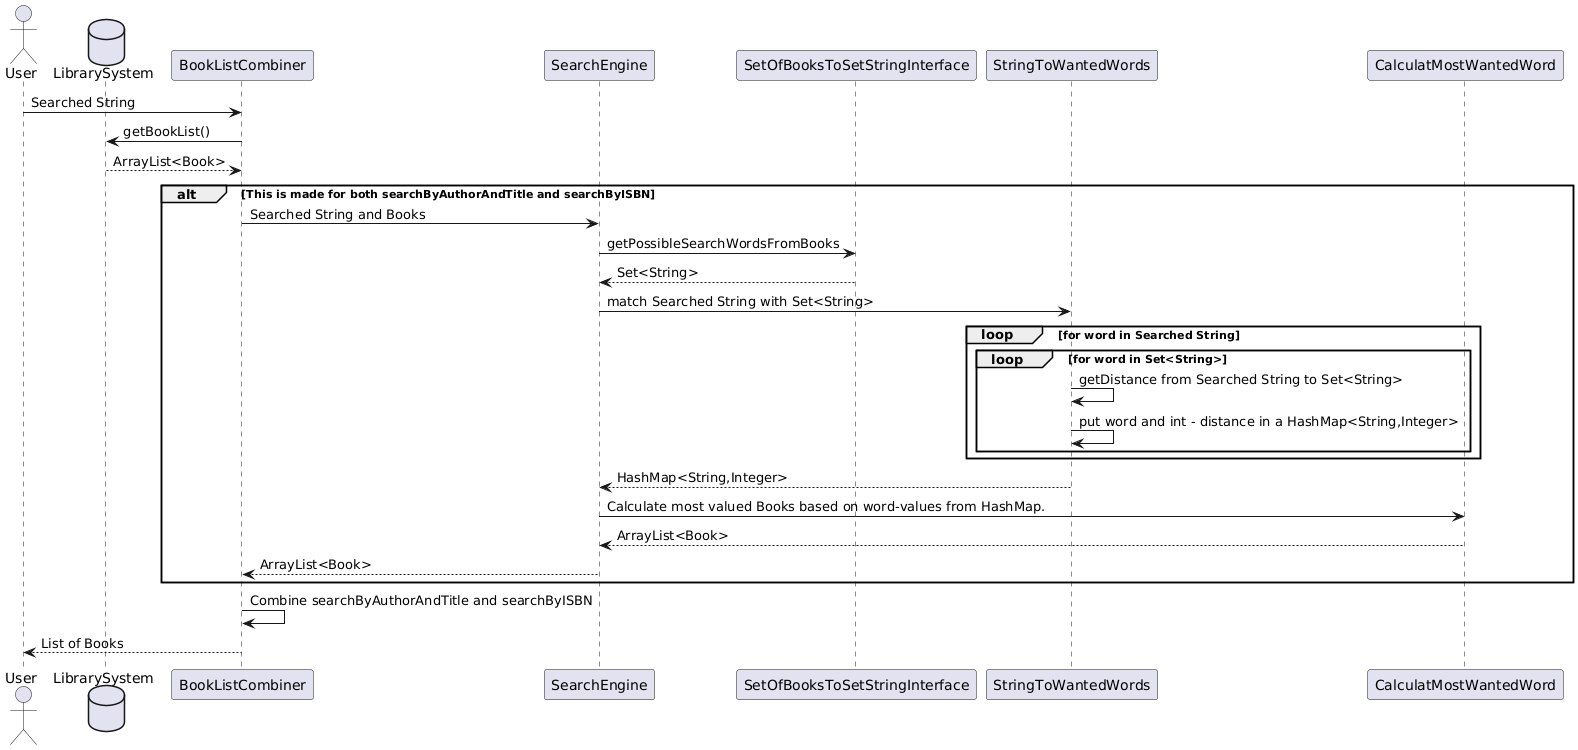 User
LibrarySystem
BookListCombiner
SearchEngine
SetOfBooksToSetStringInterface
StringToWantedWords
CalculatMostWantedWord
Searched String
getBookList()
ArrayList<Book>
alt [This is made for both searchByAuthorAndTitle and searchByISBN]
Searched String and Books
getPossibleSearchWordsFromBooks
Set<String>
match Searched String with Set<String>
loop [for word in Searched String]
loop [for word in Set<String>]
getDistance from Searched String to Set<String>
put word and int - distance in a HashMap<String,Integer>
HashMap<String,Integer>
Calculate most valued Books based on word-values from HashMap.
ArrayList<Book>
ArrayList<Book>
Combine searchByAuthorAndTitle and searchByISBN
List of Books
User
LibrarySystem
BookListCombiner
SearchEngine
SetOfBooksToSetStringInterface
StringToWantedWords
CalculatMostWantedWord